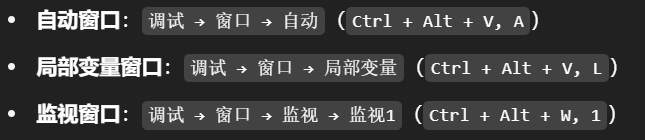 • 自动窗口：调试 → 窗口 → 自动（Ctrl + Alt + V, A）
• 局部变量窗口：调试 → 窗口 → 局部变量（Ctrl + Alt + V, L）
• 监视窗口：调试 → 窗口 → 监视 → 监视1（Ctrl + Alt + W, 1）